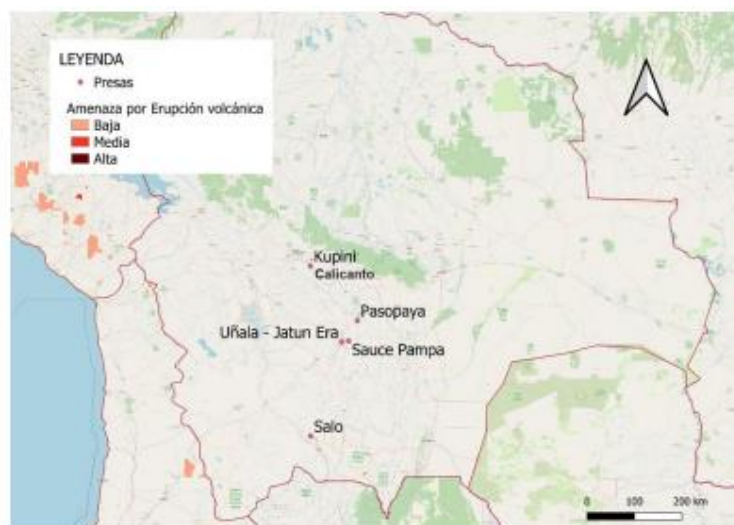 LEYENDA
Presas
Amenaza por Erupción volcánica
Baja
Media
Alta
Kupini
Calicanto
Pasopaya
Uñala - Jatun Era
Sauce Pampa
Salo
0 100 200 km